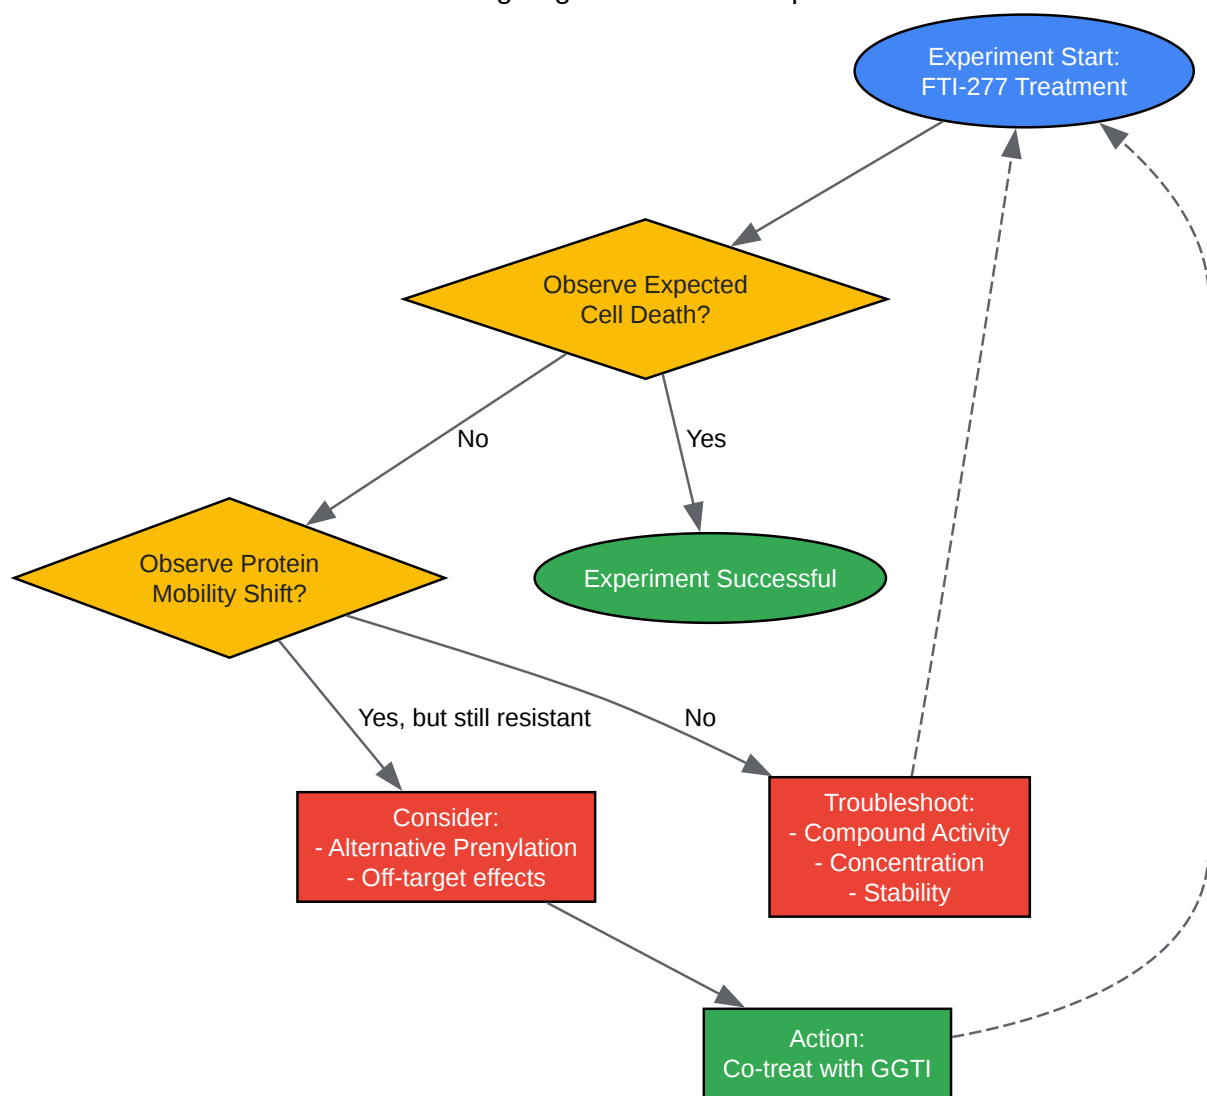 Experiment Start:
FTI-277 Treatment
Observe Expected
Cell Death?
No
Yes
Observe Protein
Mobility Shift?
Experiment Successful
Yes, but still resistant
No
Consider:
- Alternative Prenylation
- Off-target effects
Troubleshoot:
- Compound Activity
- Concentration
- Stability
Action:
Co-treat with GGTI